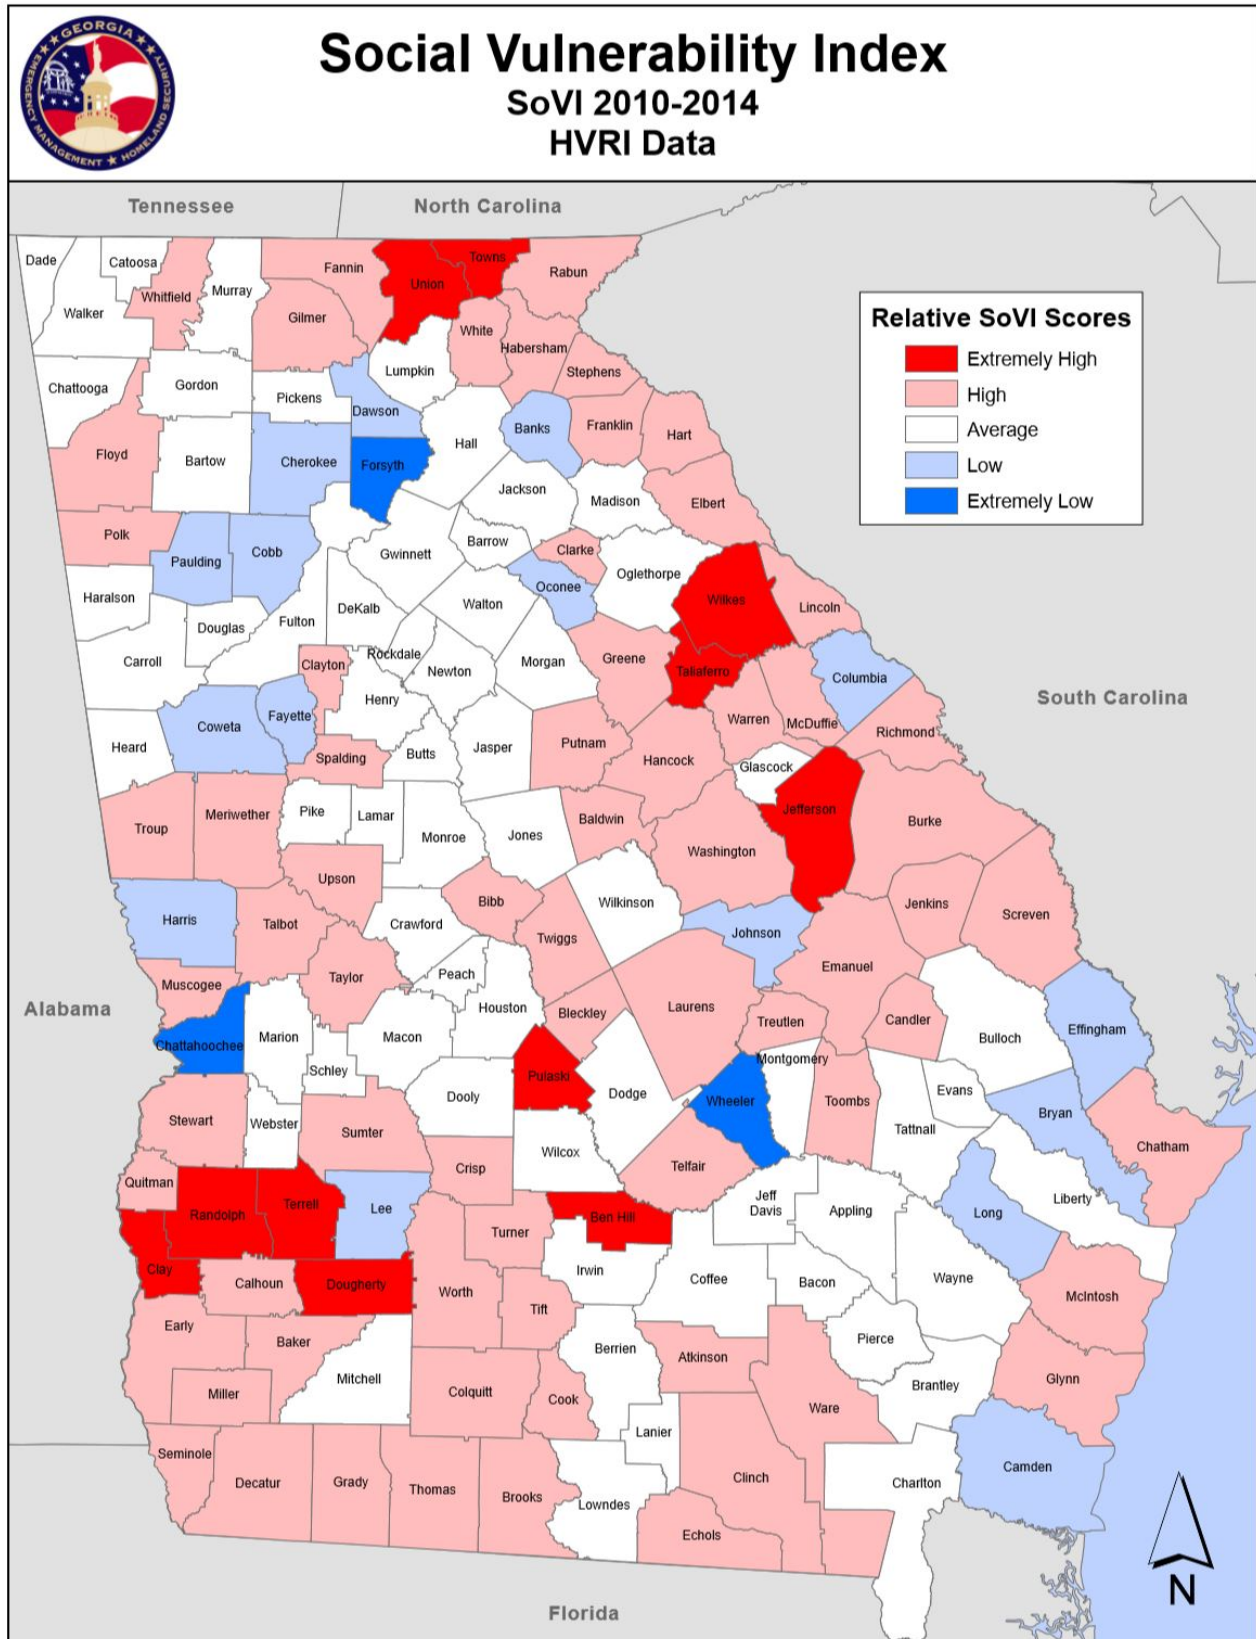 GEORGIA
EMERGENCY MANAGEMENT ★ HOMELAND SECURITY
Social Vulnerability Index
SoVI 2010-2014
HVRI Data
Tennessee
North Carolina
Relative SoVI Scores
Extremely High
High
Average
Low
Extremely Low
Dade
Catoosa
Whitfield
Murray
Fannin
Union
Towns
Rabun
Walker
Gilmer
White
Habersham
Stephens
Chattooga
Gordon
Pickens
Lumpkin
Dawson
Banks
Franklin
Hart
Floyd
Bartow
Cherokee
Forsyth
Hall
Jackson
Madison
Elbert
Polk
Paulding
Cobb
Gwinnett
Barrow
Clarke
Oconee
Oglethorpe
Wilkes
Lincoln
Haralson
Douglas
Fulton
DeKalb
Walton
Carroll
Clayton
Rockdale
Newton
Morgan
Greene
Taliaferro
Columbia
South Carolina
Heard
Coweta
Fayette
Henry
Butts
Jasper
Putnam
Hancock
Warren
McDuffie
Richmond
Spalding
Glascock
Troup
Meriwether
Pike
Lamar
Monroe
Jones
Baldwin
Washington
Jefferson
Burke
Upson
Bibb
Wilkinson
Jenkins
Screven
Harris
Talbot
Crawford
Twiggs
Johnson
Emanuel
Muscogee
Taylor
Peach
Houston
Bleckley
Laurens
Treutlen
Candler
Bulloch
Effingham
Alabama
Chattahoochee
Marion
Schley
Macon
Pulaski
Dodge
Wheeler
Montgomery
Toombs
Tattnall
Evans
Bryan
Chatham
Stewart
Webster
Sumter
Dooly
Wilcox
Telfair
Crisp
Quitman
Randolph
Terrell
Lee
Turner
Ben Hill
Jeff
Davis
Appling
Long
Liberty
Clay
Calhoun
Dougherty
Worth
Tift
Irwin
Coffee
Bacon
Wayne
McIntosh
Early
Baker
Mitchell
Berrien
Atkinson
Pierce
Brantley
Glynn
Miller
Colquitt
Cook
Lanier
Ware
Seminole
Decatur
Grady
Thomas
Brooks
Lowndes
Clinch
Echols
Charlton
Camden
Florida
N